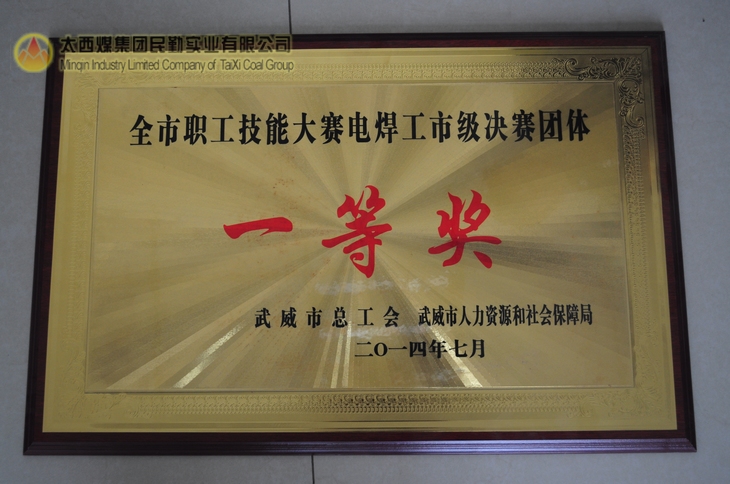 太西煤集团民勤实业有限公司
Minqin Industry Limited Company of TaiXi Coal Group
全市职工技能大赛电焊工市级决赛团体
一等奖
武威市总工会 武威市人力资源和社会保障局
二〇一四年七月